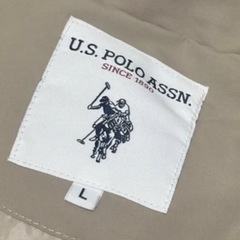 U.S. POLO ASSN.
SINCE 1890
L